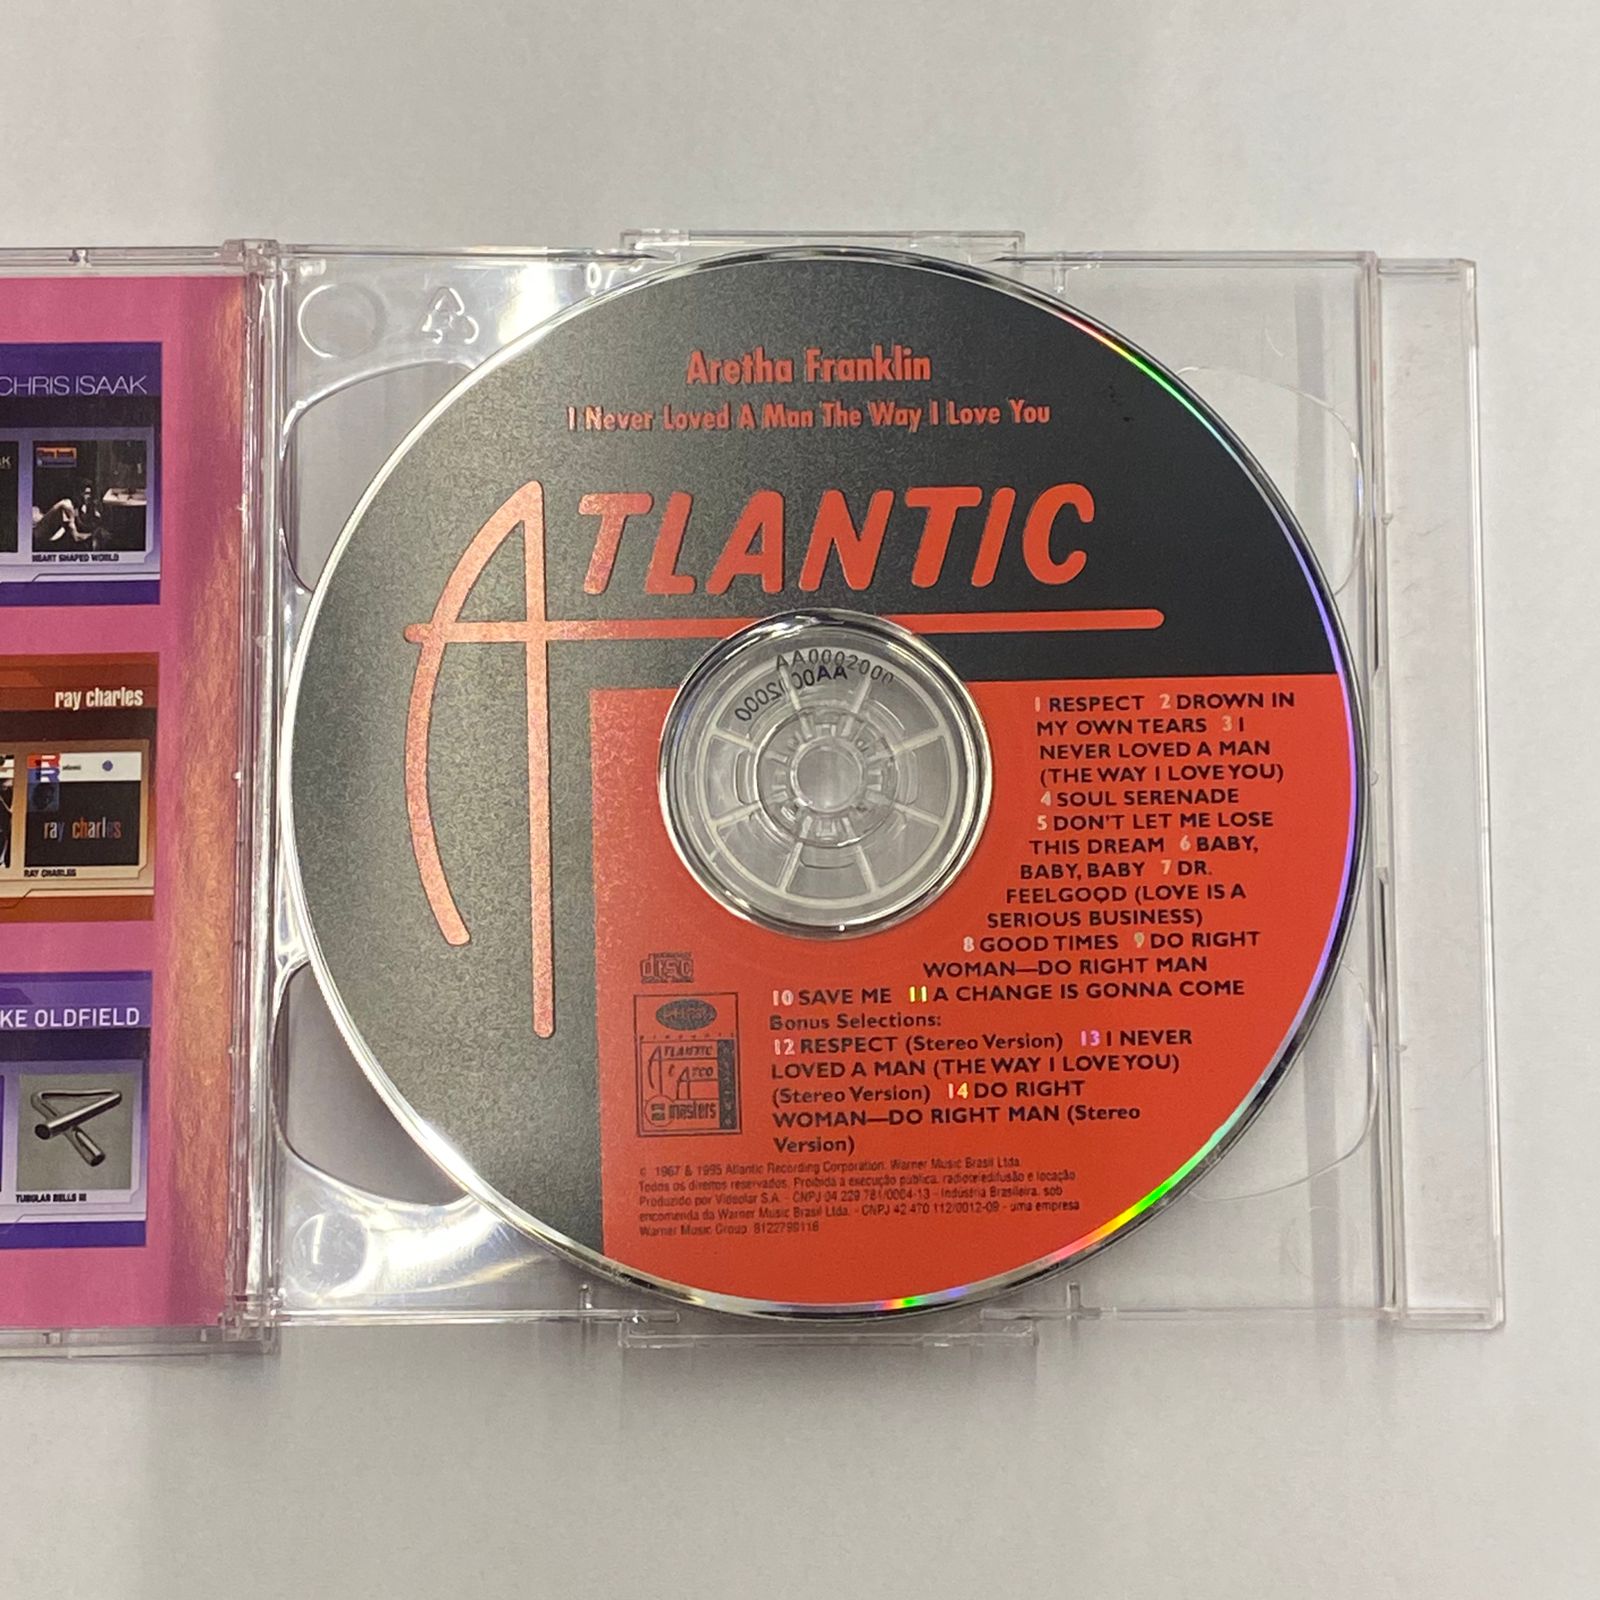 CHRIS ISAAK
HEART SHAPED WORLD
ray charles
ray charles
RAY CHARLES
KE OLDFIELD
TUBULAR BELLS III
Aretha Franklin
I Never Loved A Man The Way I Love You
ATLANTIC
AA0002000
AA0002000
1 RESPECT 2 DROWN IN
MY OWN TEARS 3 I
NEVER LOVED A MAN
(THE WAY I LOVE YOU)
4 SOUL SERENADE
5 DON'T LET ME LOSE
THIS DREAM 6 BABY,
BABY, BABY 7 DR.
FEELGOOD (LOVE IS A
SERIOUS BUSINESS)
8 GOOD TIMES 9 DO RIGHT
WOMAN—DO RIGHT MAN
10 SAVE ME 11 A CHANGE IS GONNA COME
Bonus Selections:
12 RESPECT (Stereo Version) 13 I NEVER
LOVED A MAN (THE WAY I LOVE YOU)
(Stereo Version) 14 DO RIGHT
WOMAN—DO RIGHT MAN (Stereo
Version)
disc
ATLANTIC
& ATCO
masters
© 1967 & 1995 Atlantic Recording Corporation. Warner Music Brasil Ltda.
Todos os direitos reservados. Proibida a execução pública, radioteledifusão e locação
Produzido por Videolar S.A. - CNPJ 04 229 761/0004-13 - Indústria Brasileira, sob
encomenda da Warner Music Brasil Ltda. - CNPJ 42 470 112/0012-09 - uma empresa
Warner Music Group 8122799116